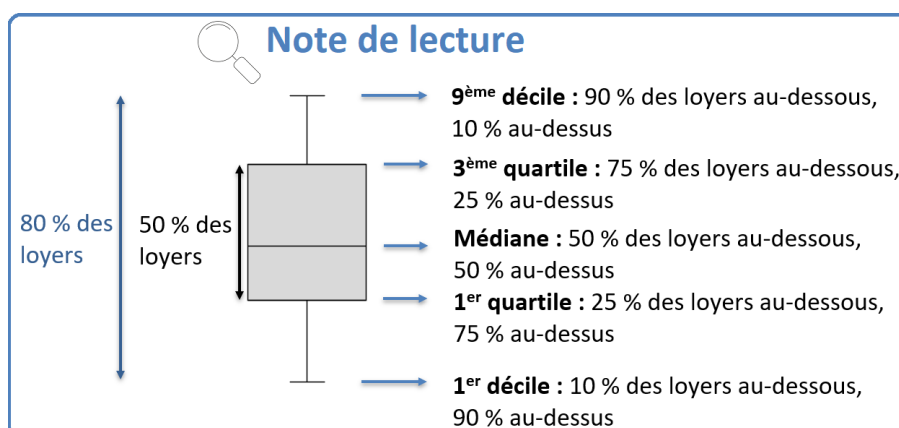 Note de lecture
9ème décile : 90 % des loyers au-dessous,
10 % au-dessus
3ème quartile : 75 % des loyers au-dessous,
25 % au-dessus
80 % des
loyers
50 % des
loyers
Médiane : 50 % des loyers au-dessous,
50 % au-dessus
1er quartile : 25 % des loyers au-dessous,
75 % au-dessus
1er décile : 10 % des loyers au-dessous,
90 % au-dessus